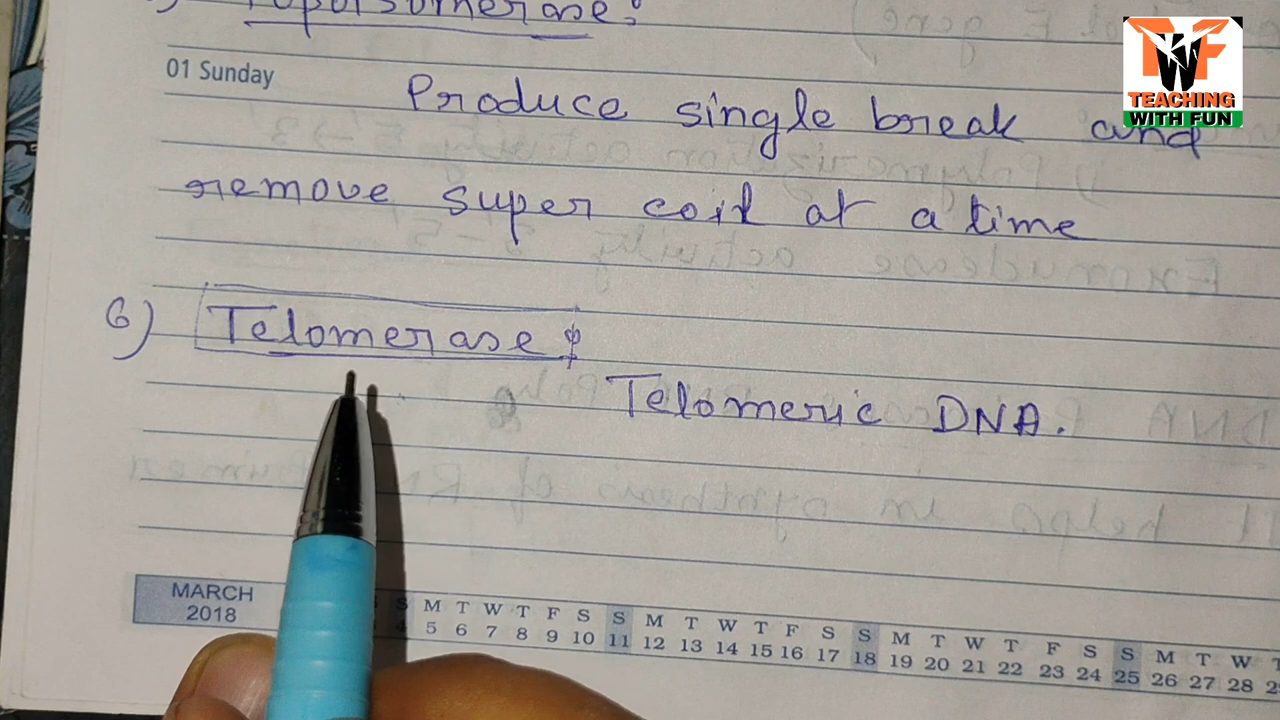 Topoisomerase:
01 Sunday
Produce single break and
remove super coil at a time
6) Telomerase :
Telomeric DNA.
MARCH
2018
S M T W T F S S M T W T F S S M T W T F S S M T W
4 5 6 7 8 9 10 11 12 13 14 15 16 17 18 19 20 21 22 23 24 25 26 27 28
TEACHING
WITH FUN